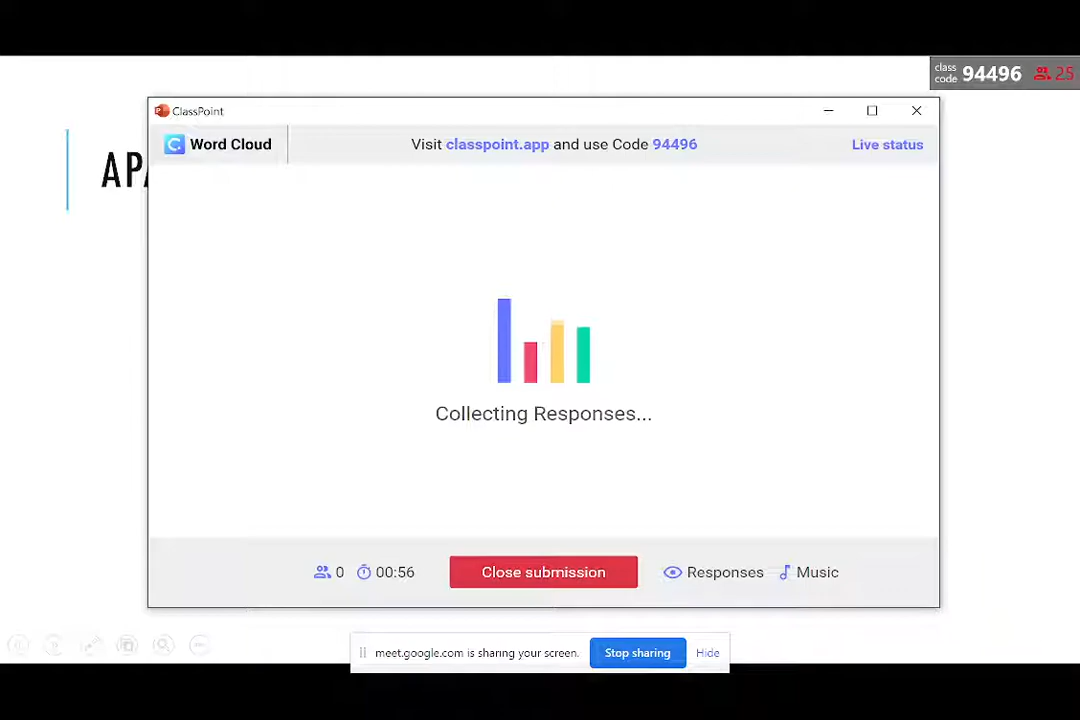 class code 94496 25
ClassPoint
Word Cloud
Visit classpoint.app and use Code 94496
Live status
Collecting Responses...
0 00:56
Close submission
Responses
Music
meet.google.com is sharing your screen.
Stop sharing
Hide